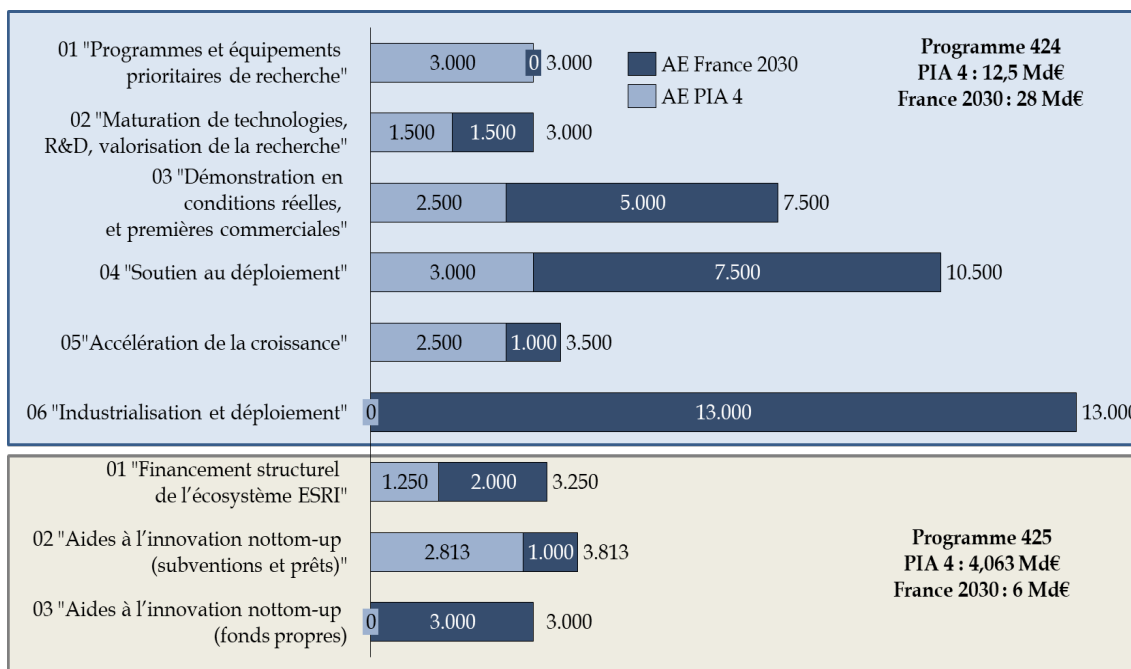 01 "Programmes et équipements
prioritaires de recherche"
3.000
0
3.000
AE France 2030
AE PIA 4
Programme 424
PIA 4 : 12,5 Md€
France 2030 : 28 Md€
02 "Maturation de technologies,
R&D, valorisation de la recherche"
1.500
1.500
3.000
03 "Démonstration en
conditions réelles,
et premières commerciales"
2.500
5.000
7.500
04 "Soutien au déploiement"
3.000
7.500
10.500
05"Accélération de la croissance"
2.500
1.000
3.500
06 "Industrialisation et déploiement"
0
13.000
13.000
01 "Financement structurel
de l'écosystème ESRI"
1.250
2.000
3.250
02 "Aides à l'innovation nottom-up
(subventions et prêts)"
2.813
1.000
3.813
Programme 425
PIA 4 : 4,063 Md€
France 2030 : 6 Md€
03 "Aides à l'innovation nottom-up
(fonds propres)
0
3.000
3.000